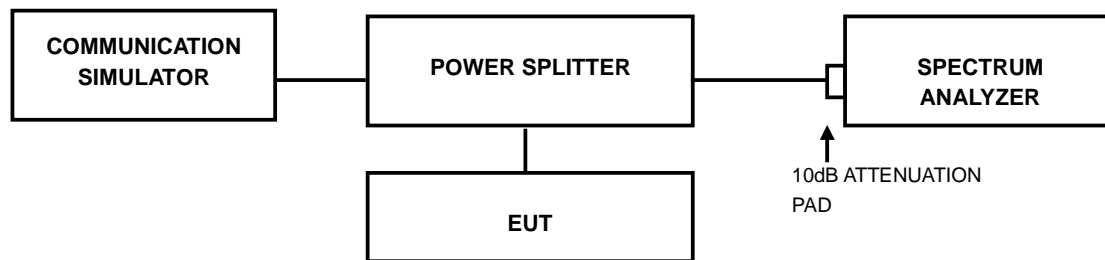 COMMUNICATION
SIMULATOR
POWER SPLITTER
SPECTRUM
ANALYZER
10dB ATTENUATION
PAD
EUT